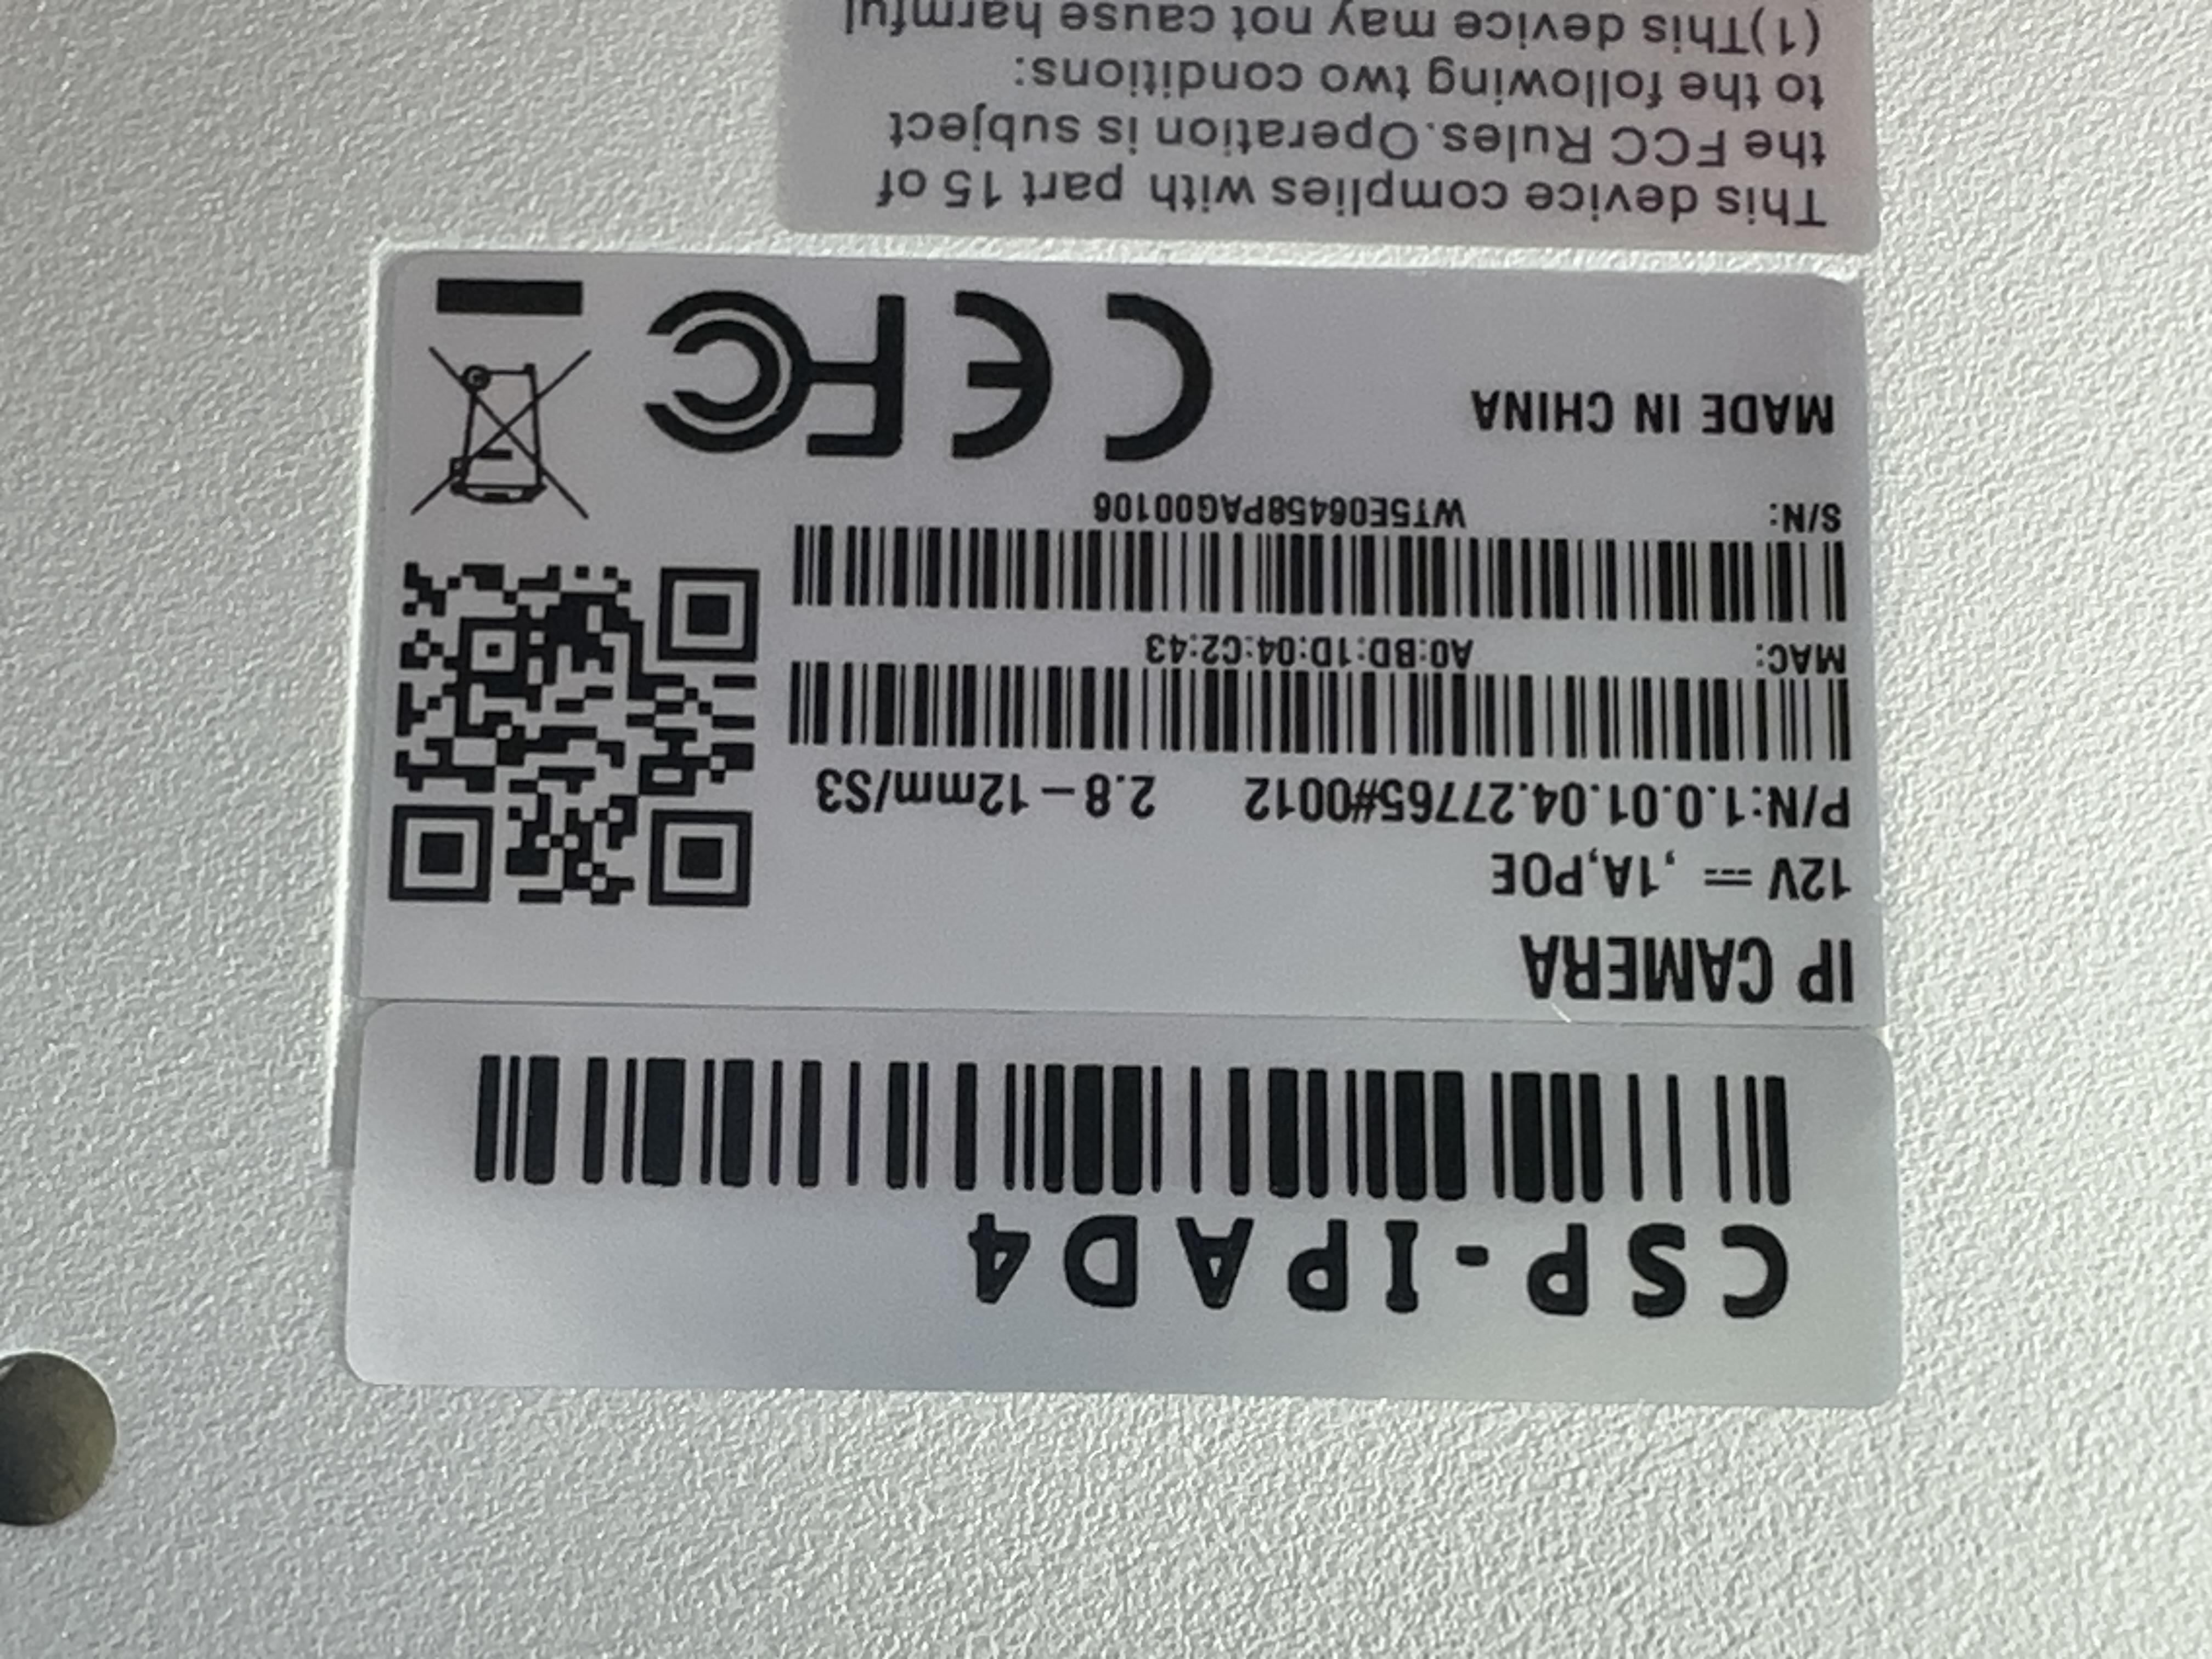 CSP-IPAD4
IP CAMERA
12V ⎓ ,1A,POE
P/N:1.0.01.04.27765#0012 2.8-12mm/S3
MAC: A0:BD:1D:04:C2:43
S/N: WT5E06458PAG00106
MADE IN CHINA CE FC
This device complies with part 15 of
the FCC Rules.Operation is subject
to the following two conditions:
(1)This device may not cause harmful